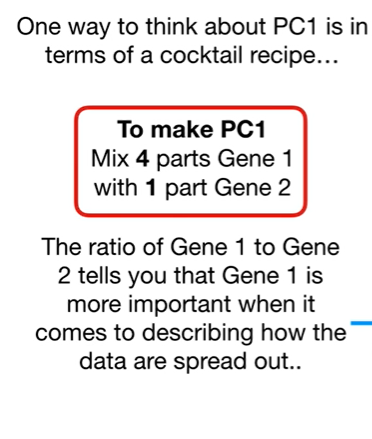 One way to think about PC1 is in
terms of a cocktail recipe…
To make PC1
Mix 4 parts Gene 1
with 1 part Gene 2
The ratio of Gene 1 to Gene
2 tells you that Gene 1 is
more important when it
comes to describing how the
data are spread out..